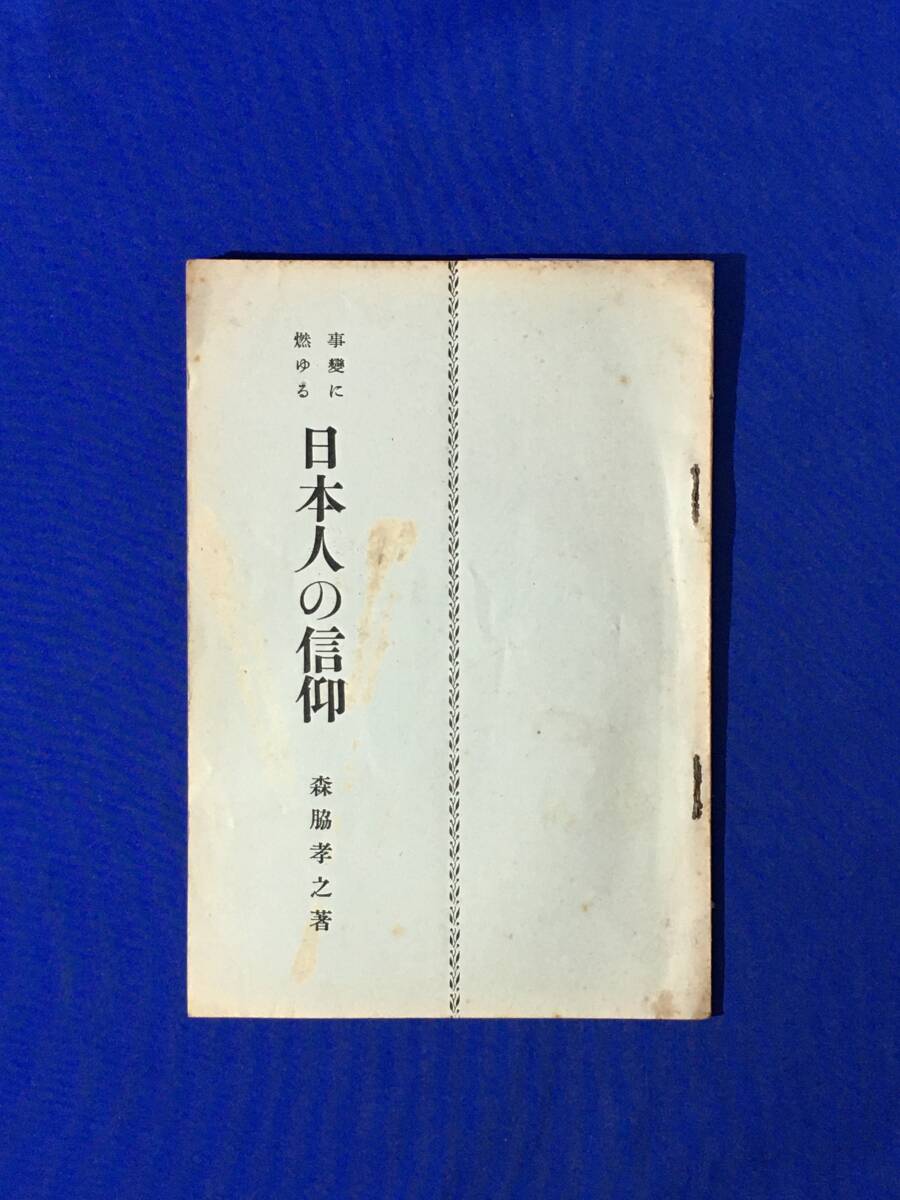 事變に
燃ゆる
日本人の信仰
森脇孝之著